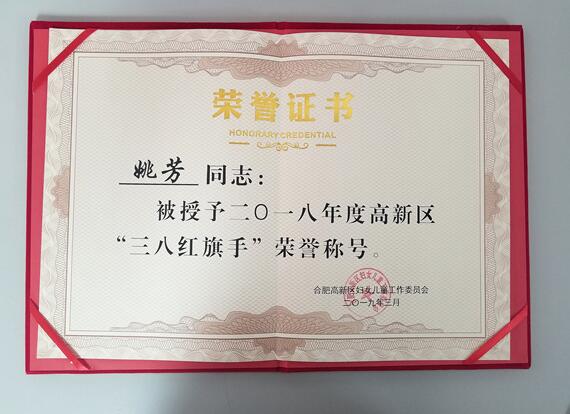 荣誉证书
HONORARY CREDENTIAL
姚芳 同志：
被授予二〇一八年度高新区
“三八红旗手”荣誉称号。
合肥高新区妇女儿童工作委员会
二〇一九年三月